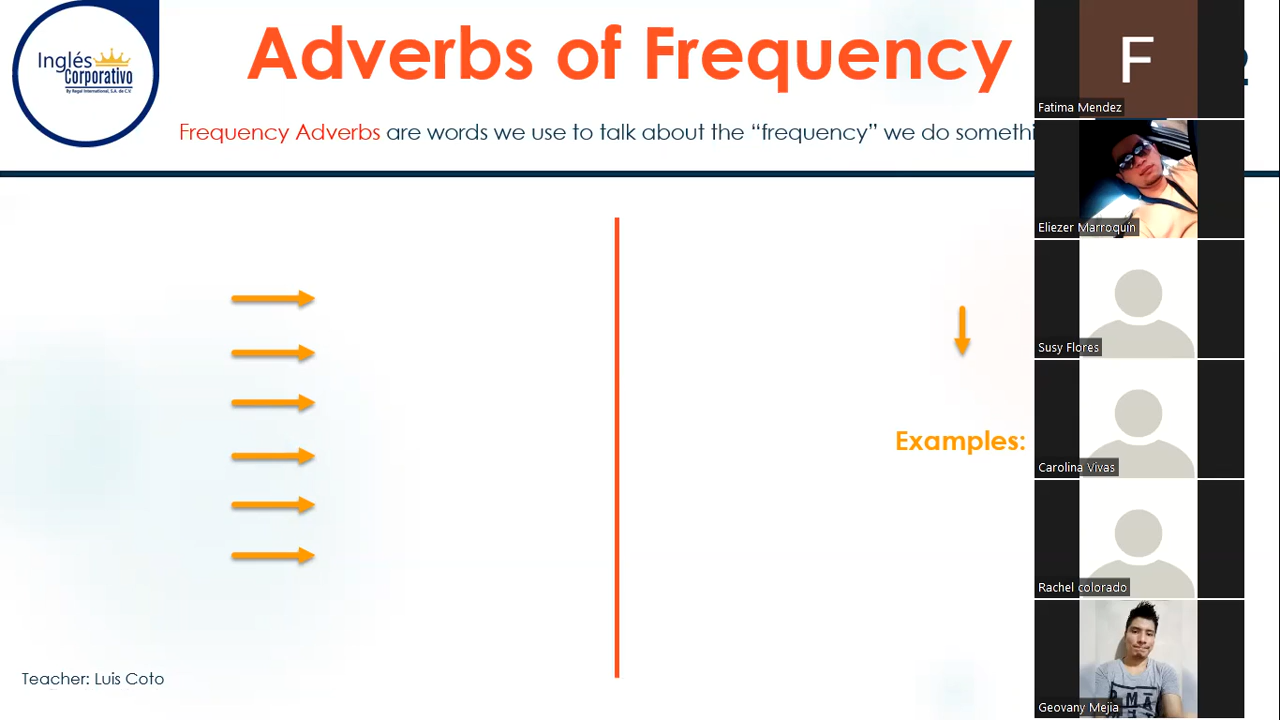 Inglés
Corporativo
By Regal International, S.A. de C.V.
Adverbs of Frequency
Frequency Adverbs are words we use to talk about the “frequency” we do somethi
Examples:
Teacher: Luis Coto
F
Fatima Mendez
Eliezer Marroquín
Susy Flores
Carolina Vivas
Rachel colorado
Geovany Mejia